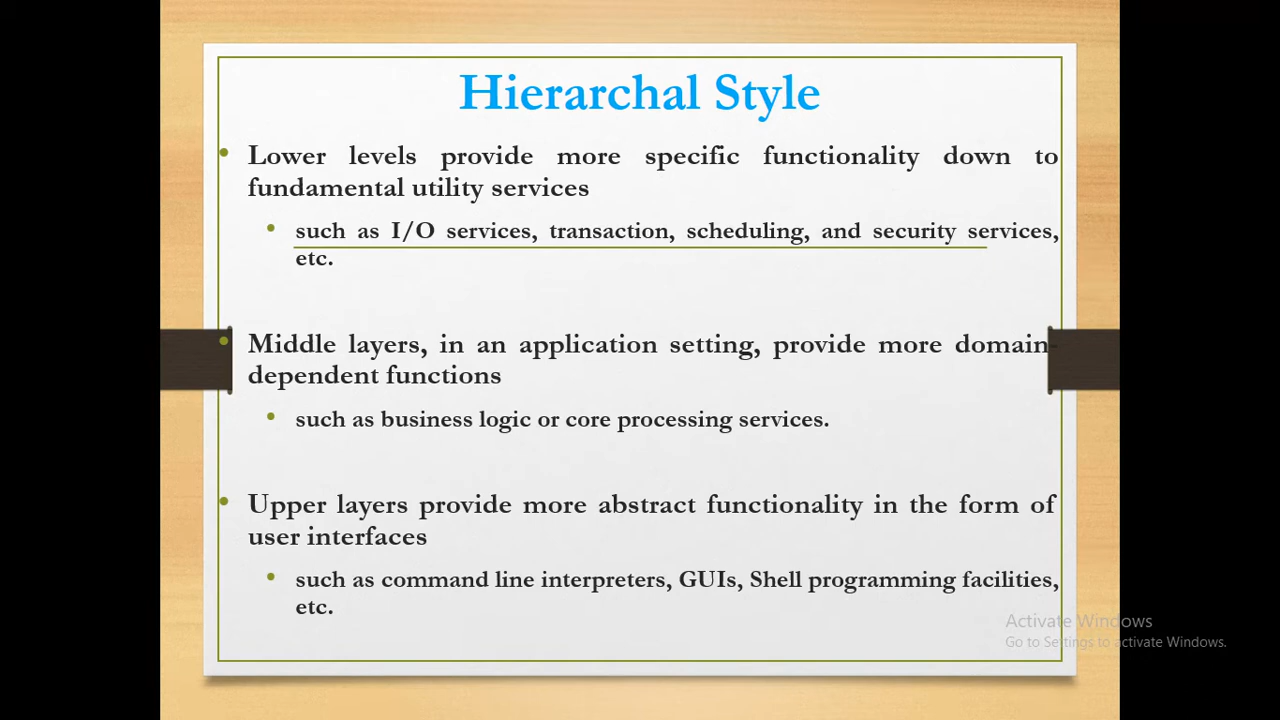 Hierarchal Style
• Lower levels provide more specific functionality down to
fundamental utility services
• such as I/O services, transaction, scheduling, and security services,
etc.
• Middle layers, in an application setting, provide more domain-
dependent functions
• such as business logic or core processing services.
• Upper layers provide more abstract functionality in the form of
user interfaces
• such as command line interpreters, GUIs, Shell programming facilities,
etc.
Activate Windows
Go to Settings to activate Windows.